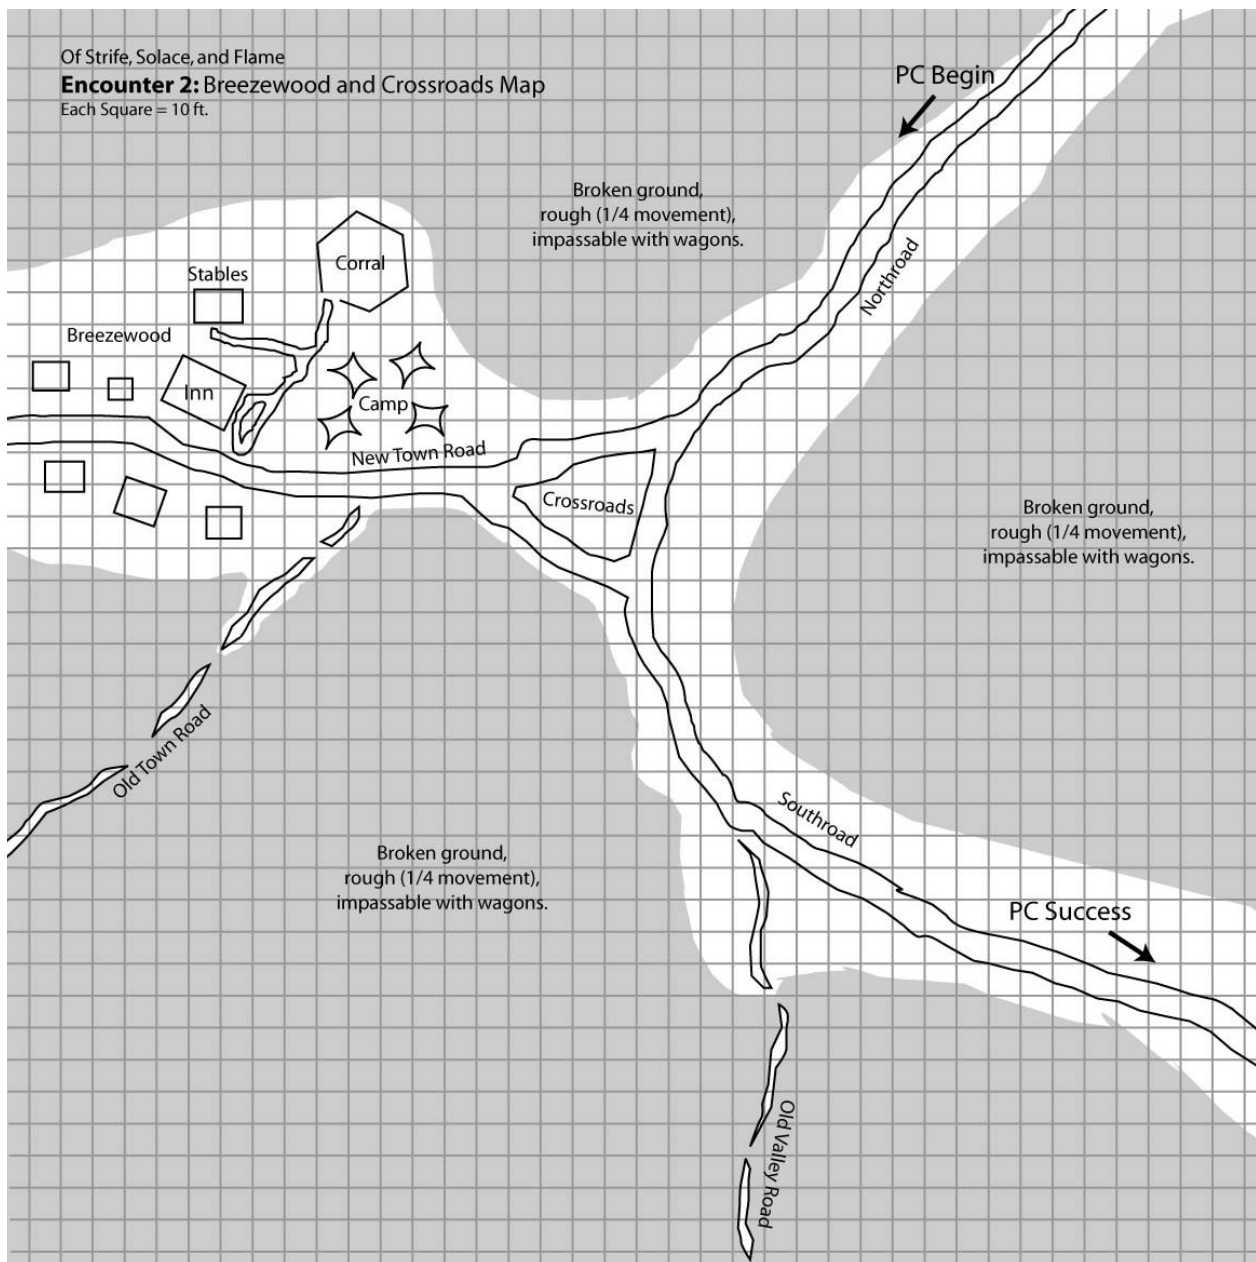 Of Strife, Solace, and Flame
Encounter 2: Breezewood and Crossroads Map
Each Square = 10 ft.
PC Begin
Broken ground,
rough (1/4 movement),
impassable with wagons.
Northroad
Corral
Stables
Breezewood
Inn
Camp
New Town Road
Crossroads
Broken ground,
rough (1/4 movement),
impassable with wagons.
Old Town Road
Southroad
Broken ground,
rough (1/4 movement),
impassable with wagons.
PC Success
Old Valley Road